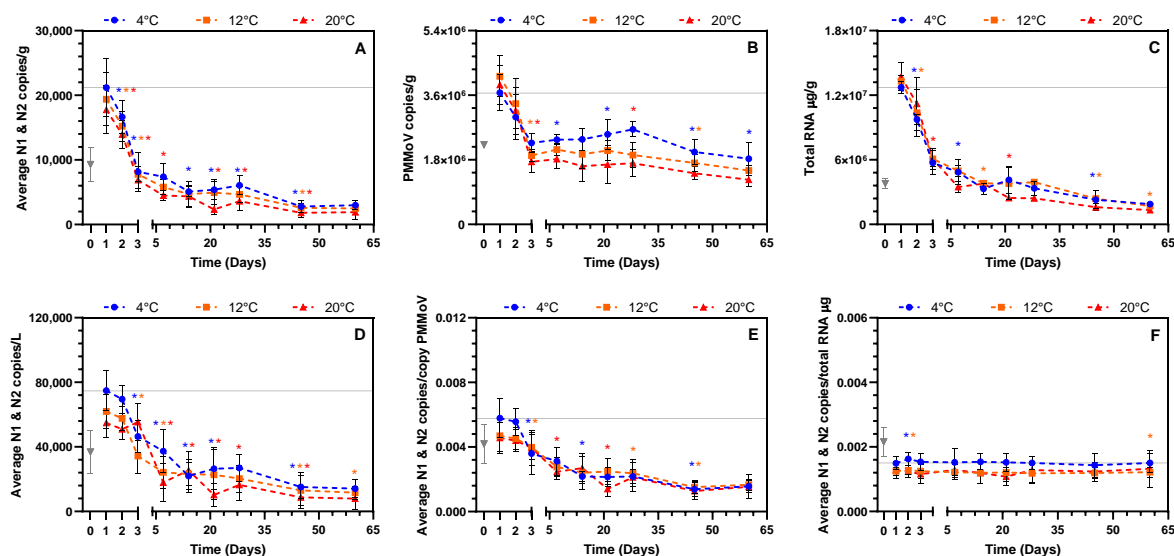 4°C 12°C 20°C
A
Average N1 & N2 copies/g
30,000
20,000
10,000
0
0 1 2 3 5 20 35 50 65
Time (Days)
4°C 12°C 20°C
B
PMMoV copies/g
5.4×10⁶
3.6×10⁶
1.8×10⁶
0
0 1 2 3 5 20 35 50 65
Time (Days)
4°C 12°C 20°C
C
Total RNA µg/g
1.8×10⁷
1.2×10⁷
6×10⁶
0
0 1 2 3 5 20 35 50 65
Time (Days)
4°C 12°C 20°C
D
Average N1 & N2 copies/L
120,000
80,000
40,000
0
0 1 2 3 5 20 35 50 65
Time (Days)
4°C 12°C 20°C
E
Average N1 & N2 copies/copy PMMoV
0.012
0.008
0.004
0.000
0 1 2 3 5 20 35 50 65
Time (Days)
4°C 12°C 20°C
F
Average N1 & N2 copies/total RNA µg
0.006
0.004
0.002
0.000
0 1 2 3 5 20 35 50 65
Time (Days)